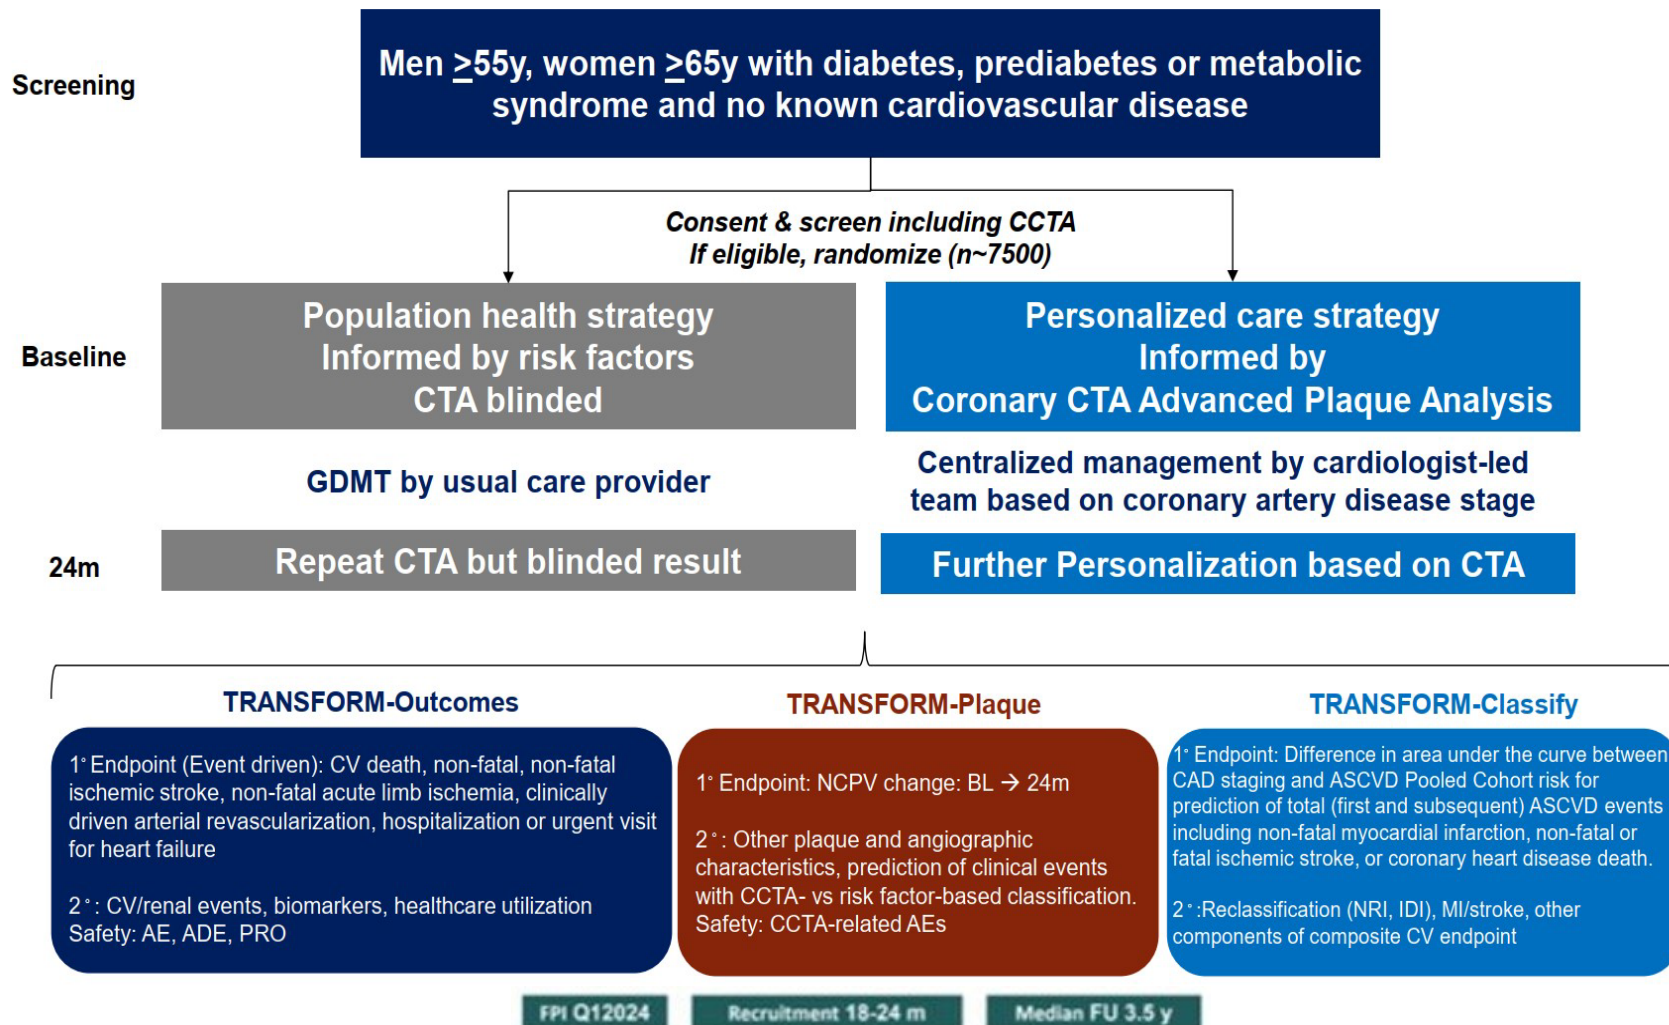 Screening
Men ≥55y, women ≥65y with diabetes, prediabetes or metabolic
syndrome and no known cardiovascular disease
Consent & screen including CCTA
If eligible, randomize (n~7500)
Baseline
Population health strategy
Informed by risk factors
CTA blinded
Personalized care strategy
Informed by
Coronary CTA Advanced Plaque Analysis
GDMT by usual care provider
Centralized management by cardiologist-led
team based on coronary artery disease stage
24m
Repeat CTA but blinded result
Further Personalization based on CTA
TRANSFORM-Outcomes
1° Endpoint (Event driven): CV death, non-fatal, non-fatal
ischemic stroke, non-fatal acute limb ischemia, clinically
driven arterial revascularization, hospitalization or urgent visit
for heart failure
2°: CV/renal events, biomarkers, healthcare utilization
Safety: AE, ADE, PRO
TRANSFORM-Plaque
1° Endpoint: NCPV change: BL → 24m
2°: Other plaque and angiographic
characteristics, prediction of clinical events
with CCTA- vs risk factor-based classification.
Safety: CCTA-related AEs
TRANSFORM-Classify
1° Endpoint: Difference in area under the curve between
CAD staging and ASCVD Pooled Cohort risk for
prediction of total (first and subsequent) ASCVD events
including non-fatal myocardial infarction, non-fatal or
fatal ischemic stroke, or coronary heart disease death.
2°:Reclassification (NRI, IDI), MI/stroke, other
components of composite CV endpoint
FPI Q12024
Recruitment 18-24 m
Median FU 3.5 y